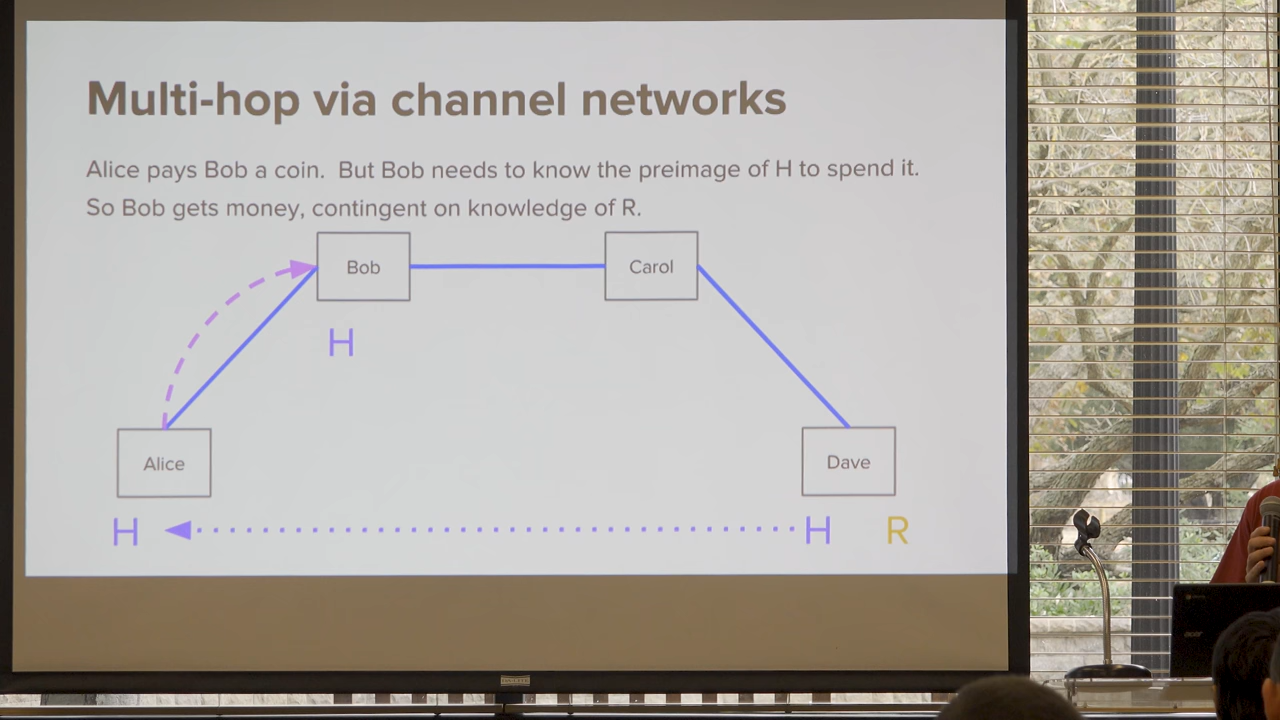 Multi-hop via channel networks
Alice pays Bob a coin. But Bob needs to know the preimage of H to spend it.
So Bob gets money, contingent on knowledge of R.
Bob
Carol
H
Alice
Dave
H
H
R
acer